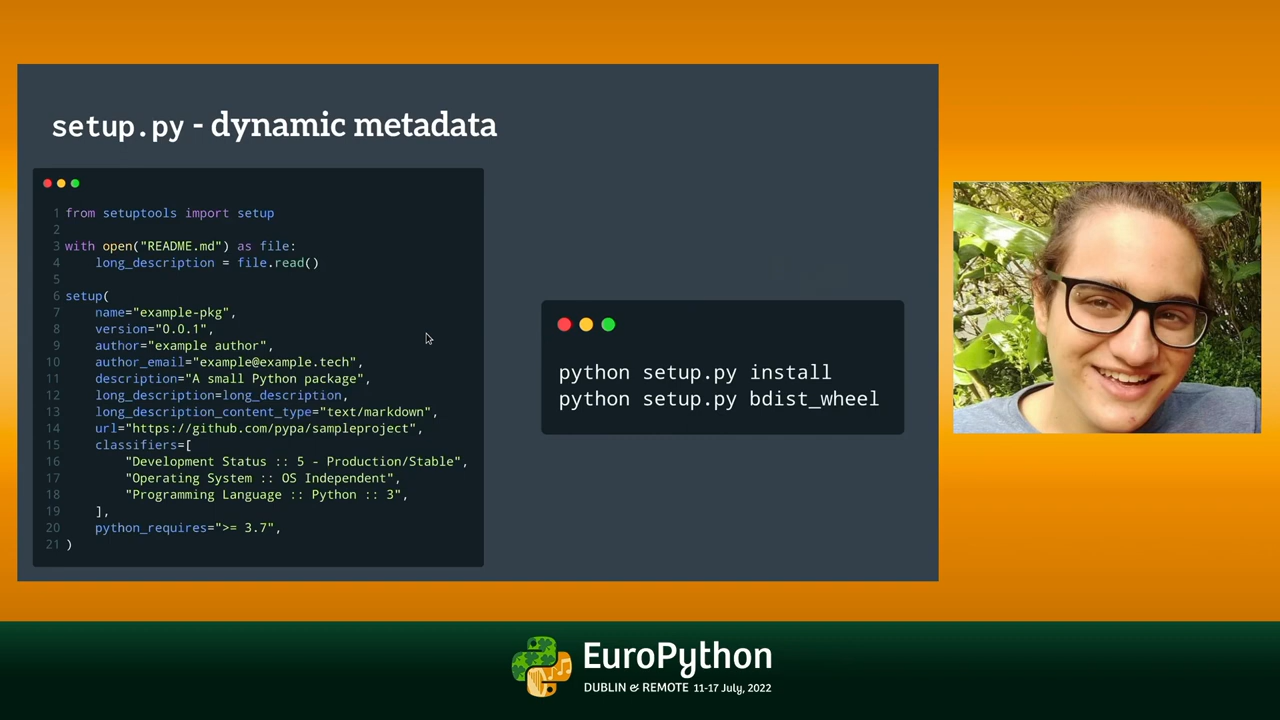 setup.py - dynamic metadata
1 from setuptools import setup
2
3 with open("README.md") as file:
4     long_description = file.read()
5
6 setup(
7     name="example-pkg",
8     version="0.0.1",
9     author="example author",
10     author_email="example@example.tech",
11     description="A small Python package",
12     long_description=long_description,
13     long_description_content_type="text/markdown",
14     url="https://github.com/pypa/sampleproject",
15     classifiers=[
16         "Development Status :: 5 - Production/Stable",
17         "Operating System :: OS Independent",
18         "Programming Language :: Python :: 3",
19     ],
20     python_requires=">= 3.7",
21 )
python setup.py install
python setup.py bdist_wheel
EuroPython
DUBLIN & REMOTE 11-17 July, 2022